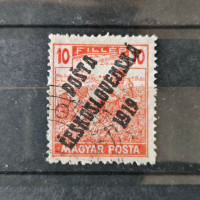 10 FILLÉR 10
POSTA
ČESKOSLOVENSKÁ
1919
MAGYAR POSTA